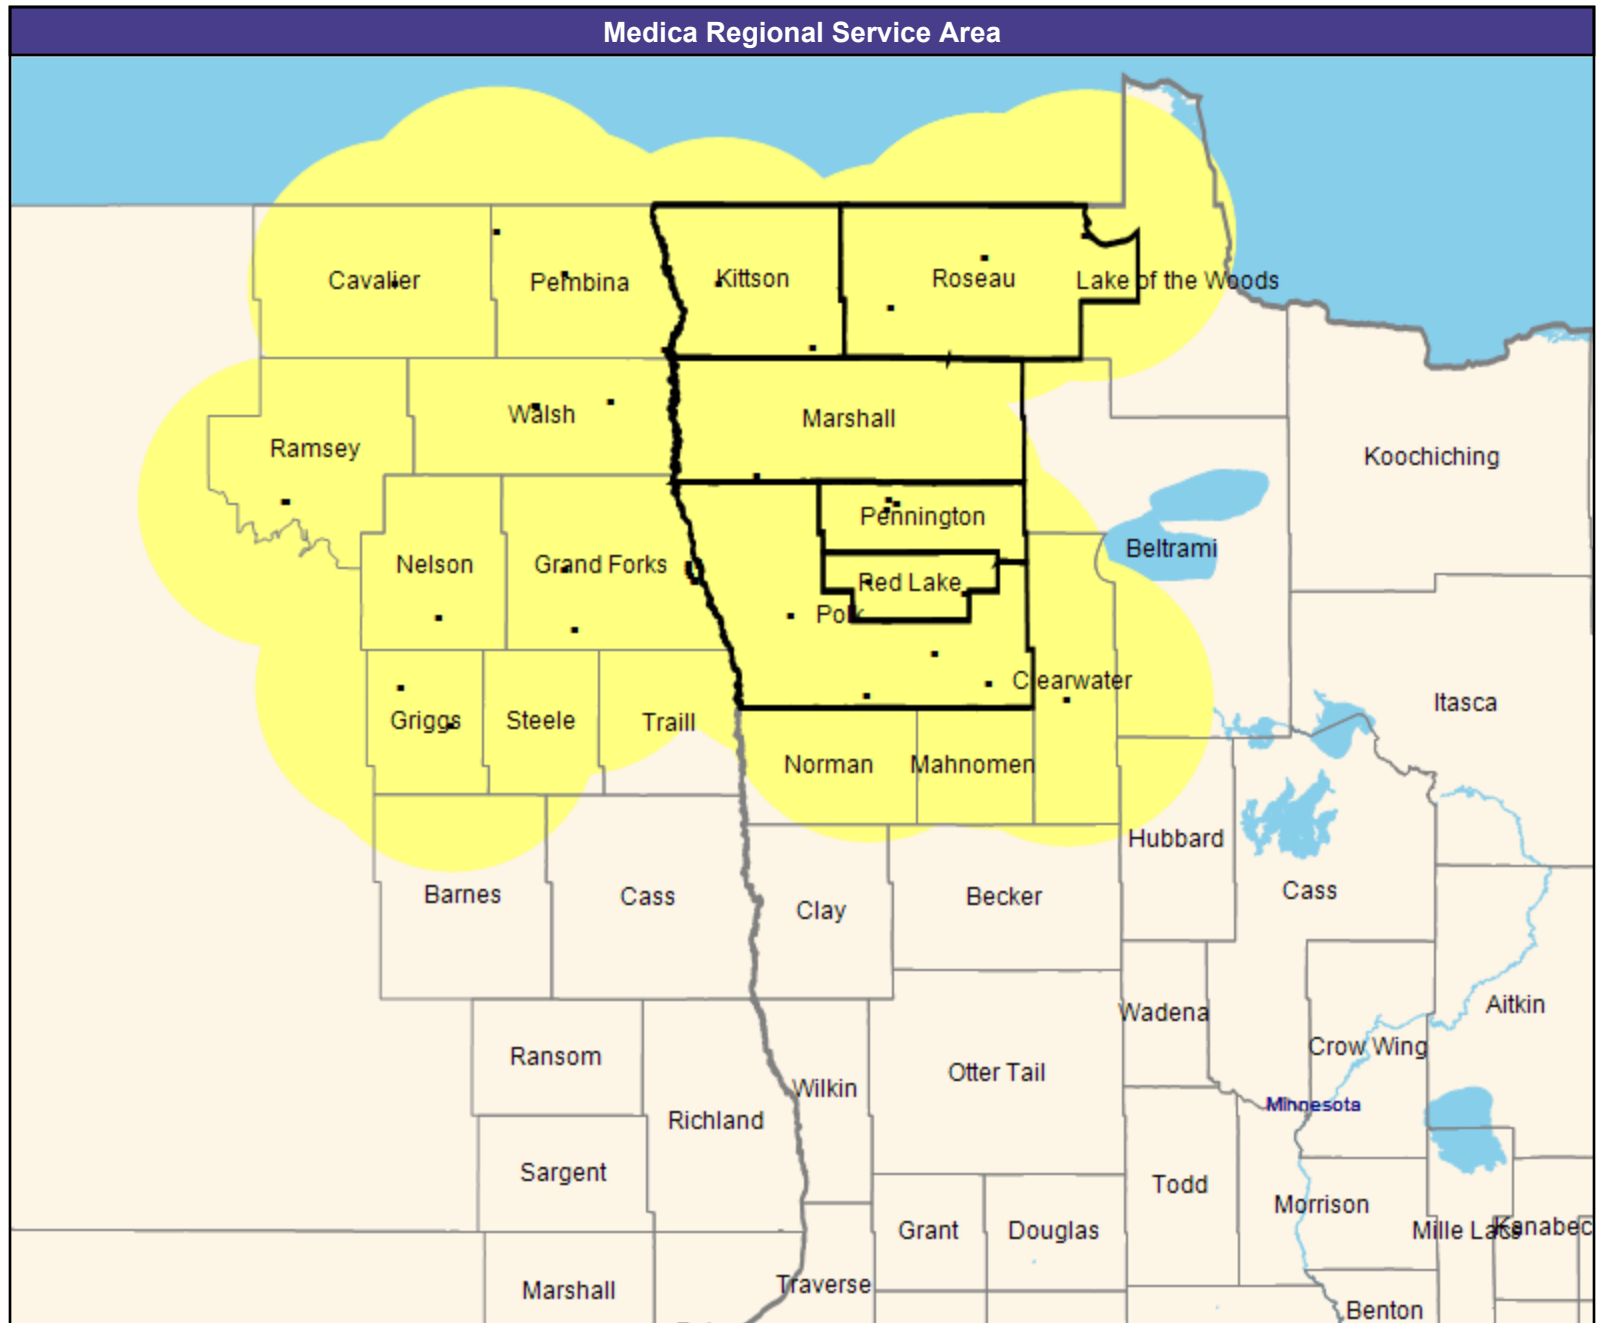 Medica Regional Service Area
Cavalier
Pembina
Kittson
Roseau
Lake of the Woods
Walsh
Marshall
Ramsey
Koochiching
Pennington
Beltrami
Nelson
Grand Forks
Red Lake
Polk
Clearwater
Itasca
Griggs
Steele
Traill
Norman
Mahnomen
Hubbard
Barnes
Cass
Clay
Becker
Cass
Wadena
Aitkin
Crow Wing
Ransom
Otter Tail
Wilkin
Minnesota
Richland
Sargent
Todd
Morrison
Grant
Douglas
Mille Lacs
Kanabec
Marshall
Traverse
Benton